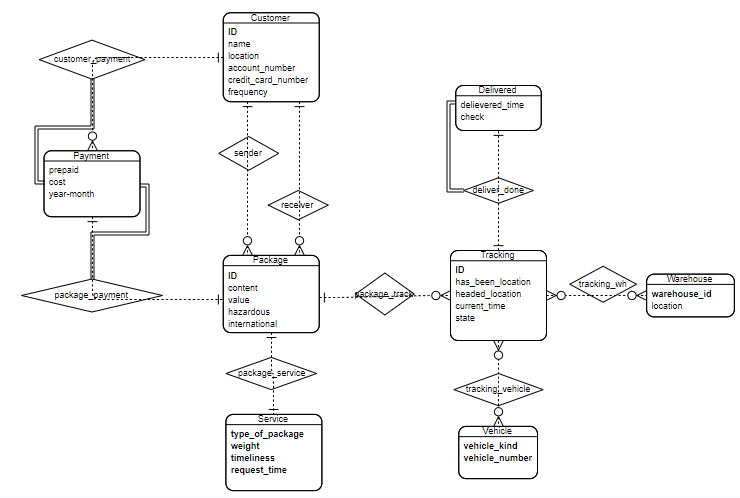 Customer
ID
name
location
account_number
credit_card_number
frequency
customer_payment
Delivered
delievered_time
check
sender
Payment
prepaid
cost
year-month
deliver_done
receiver
Package
ID
content
value
hazardous
international
Tracking
ID
has_been_location
headed_location
current_time
state
tracking_wh
Warehouse
warehouse_id
location
package_payment
package_track
package_service
tracking_vehicle
Service
type_of_package
weight
timeliness
request_time
Vehicle
vehicle_kind
vehicle_number